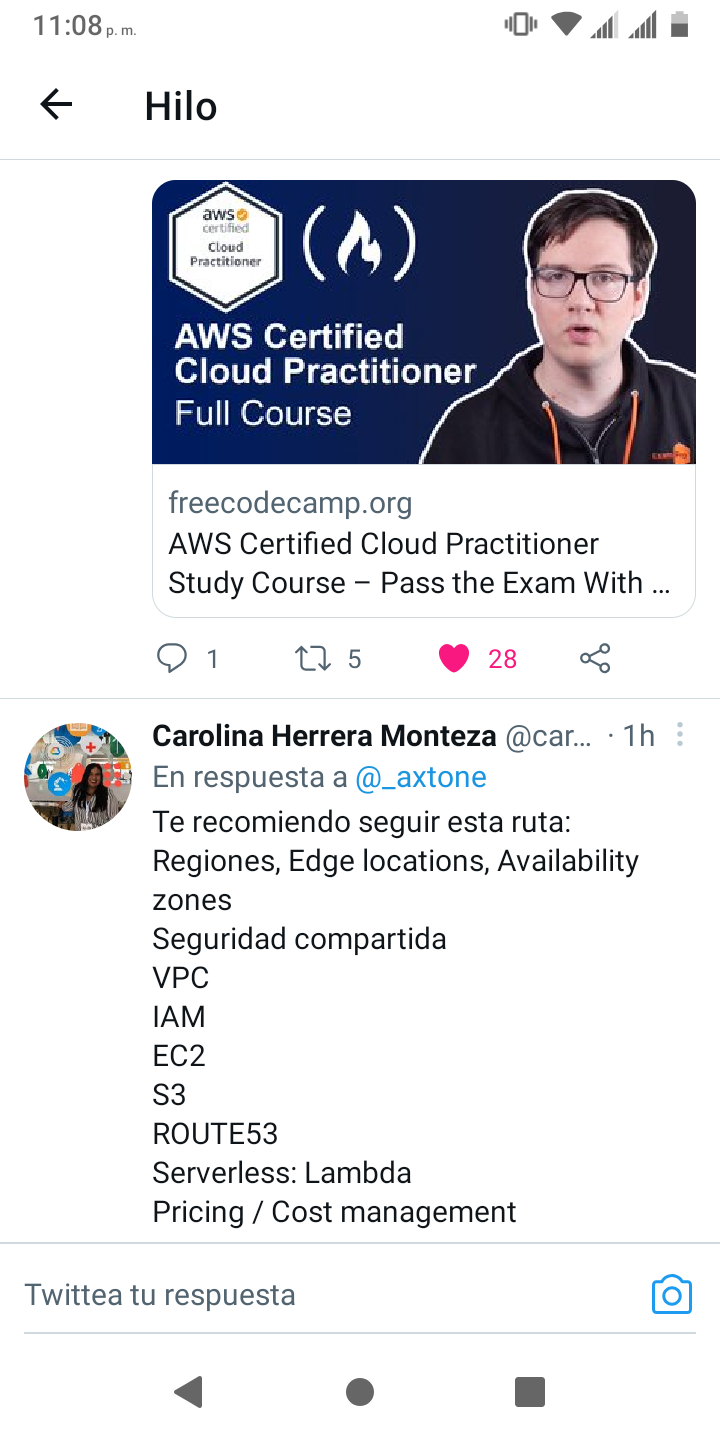 11:08 p. m.
Hilo
aws
certified
Cloud
Practitioner
AWS Certified
Cloud Practitioner
Full Course
freecodecamp.org
AWS Certified Cloud Practitioner
Study Course – Pass the Exam With ...
1 5 28
Carolina Herrera Monteza @car... · 1h
En respuesta a @_axtone
Te recomiendo seguir esta ruta:
Regiones, Edge locations, Availability
zones
Seguridad compartida
VPC
IAM
EC2
S3
ROUTE53
Serverless: Lambda
Pricing / Cost management
Twittea tu respuesta